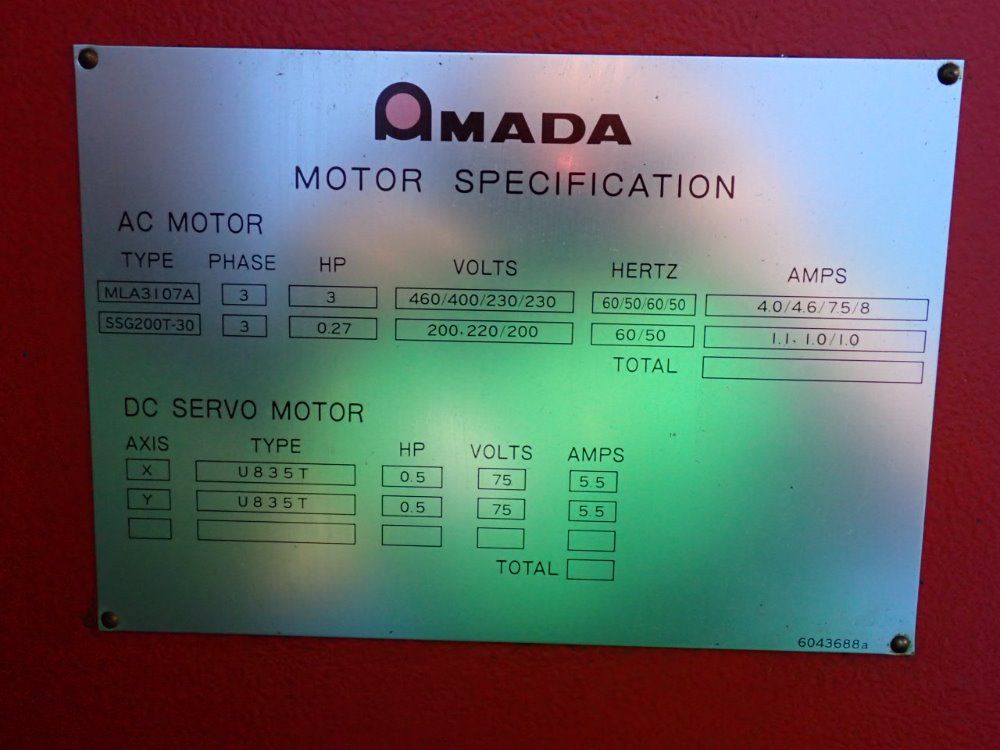 AMADA
MOTOR SPECIFICATION
AC MOTOR
TYPE PHASE HP VOLTS HERTZ AMPS
MLA3107A 3 3 460/400/230/230 60/50/60/50 4.0/4.6/7.5/8
SSG200T-30 3 0.27 200·220/200 60/50 1.1·1.0/1.0
TOTAL
DC SERVO MOTOR
AXIS TYPE HP VOLTS AMPS
X U835T 0.5 75 5.5
Y U835T 0.5 75 5.5
TOTAL
6043688a